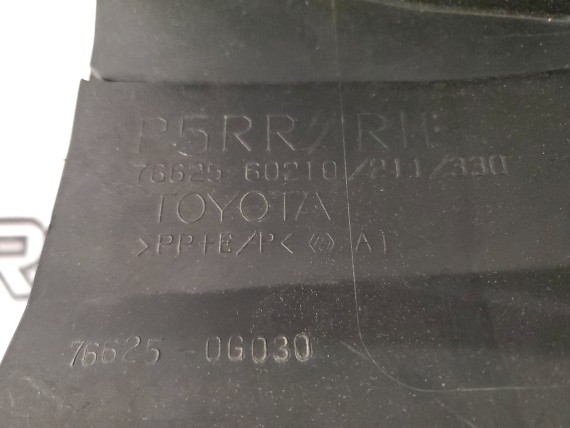 P5RR//RH
76625-60210/211/330
TOYOTA
>PP+E/P< A1
76625-0G030
R